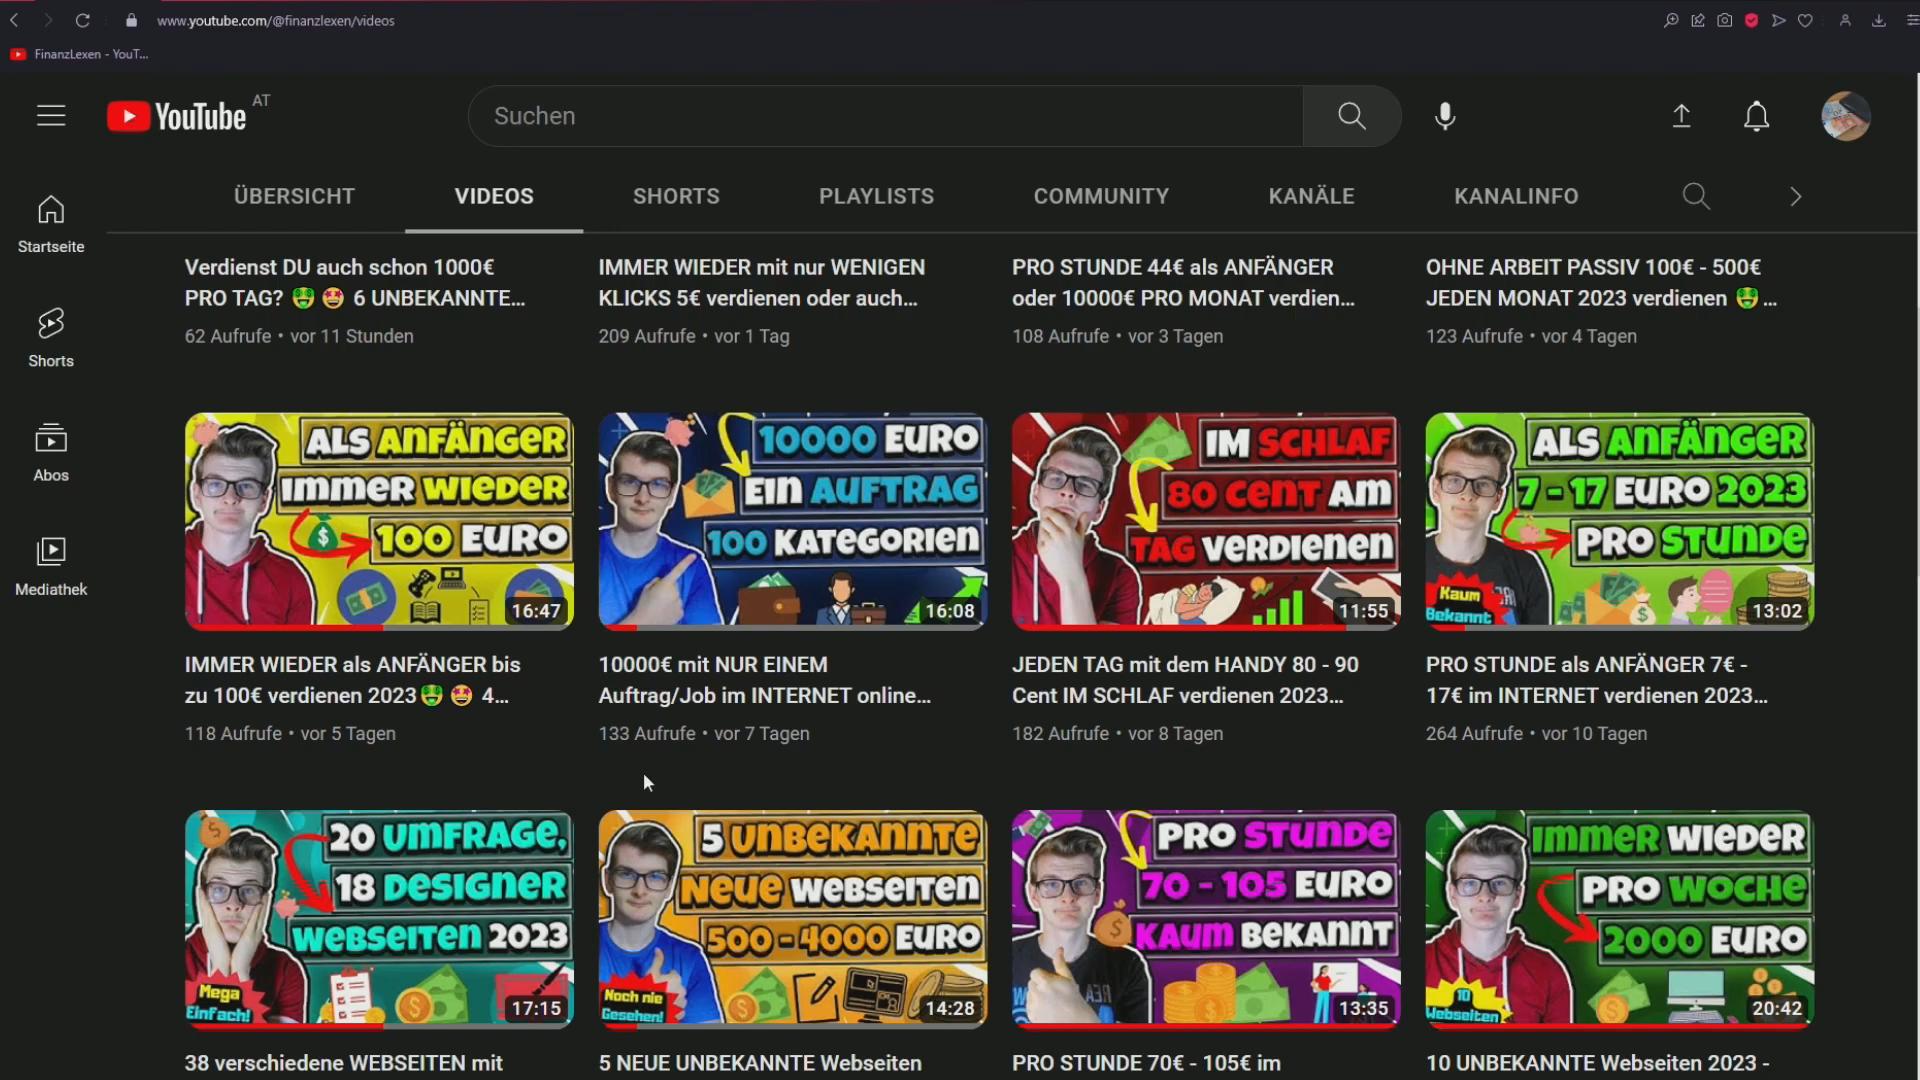 www.youtube.com/@finanzlexen/videos
FinanzLexen - YouT...
YouTube AT
Suchen
ÜBERSICHT VIDEOS SHORTS PLAYLISTS COMMUNITY KANÄLE KANALINFO
Startseite
Shorts
Abos
Mediathek
Verdienst DU auch schon 1000€
PRO TAG? 🤑 🤩 6 UNBEKANNTE...
62 Aufrufe • vor 11 Stunden
IMMER WIEDER mit nur WENIGEN
KLICKS 5€ verdienen oder auch...
209 Aufrufe • vor 1 Tag
PRO STUNDE 44€ als ANFÄNGER
oder 10000€ PRO MONAT verdien...
108 Aufrufe • vor 3 Tagen
OHNE ARBEIT PASSIV 100€ - 500€
JEDEN MONAT 2023 verdienen 🤑 ...
123 Aufrufe • vor 4 Tagen
ALS ANFÄNGER
IMMER WIEDER
100 EURO
16:47
IMMER WIEDER als ANFÄNGER bis
zu 100€ verdienen 2023🤑 🤩 4...
118 Aufrufe • vor 5 Tagen
10000 EURO
EIN AUFTRAG
100 KATEGORIEN
16:08
10000€ mit NUR EINEM
Auftrag/Job im INTERNET online...
133 Aufrufe • vor 7 Tagen
IM SCHLAF
80 CENT AM
TAG VERDIENEN
11:55
JEDEN TAG mit dem HANDY 80 - 90
Cent IM SCHLAF verdienen 2023...
182 Aufrufe • vor 8 Tagen
ALS ANFÄNGER
7 - 17 EURO 2023
PRO STUNDE
Kaum
Bekannt
13:02
PRO STUNDE als ANFÄNGER 7€ -
17€ im INTERNET verdienen 2023...
264 Aufrufe • vor 10 Tagen
20 UMFRAGE,
18 DESIGNER
WEBSEITEN 2023
Mega
Einfach!
17:15
38 verschiedene WEBSEITEN mit
5 UNBEKANNTE
NEUE WEBSEITEN
500 - 4000 EURO
Noch nie
Gesehen!
14:28
5 NEUE UNBEKANNTE Webseiten
PRO STUNDE
70 - 105 EURO
KAUM BEKANNT
13:35
PRO STUNDE 70€ - 105€ im
IMMER WIEDER
PRO WOCHE
2000 EURO
10
Webseiten
20:42
10 UNBEKANNTE Webseiten 2023 -